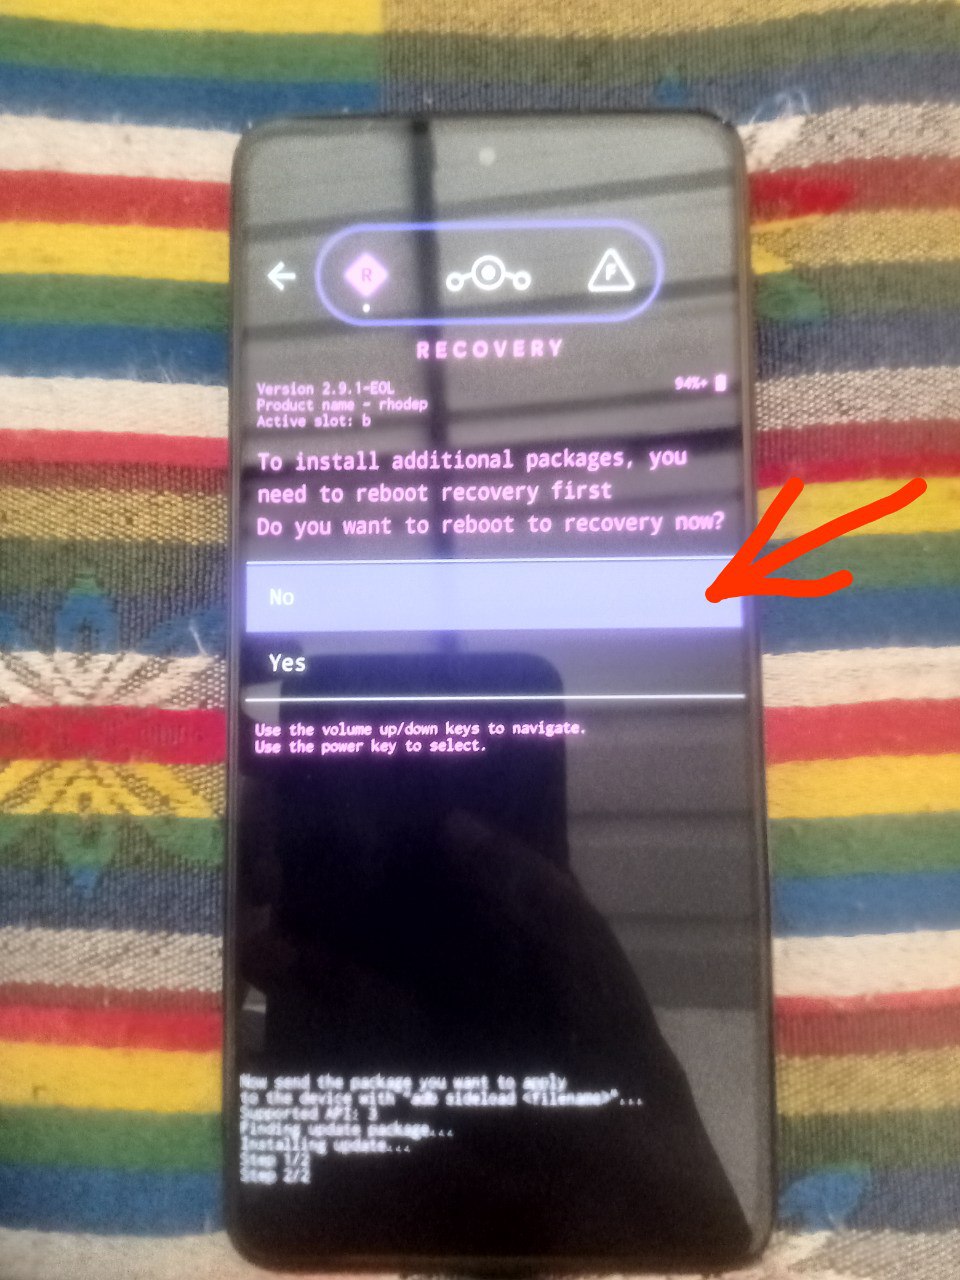 R
F
RECOVERY
Version 2.9.1-EOL
94%+
Product name - rhodep
Active slot: b
To install additional packages, you
need to reboot recovery first
Do you want to reboot to recovery now?
No
Yes
Use the volume up/down keys to navigate.
Use the power key to select.
Now send the package you want to apply
to the device with "adb sideload <filename>"...
Supported API: 3
Finding update package...
Installing update...
Step 1/2
Step 2/2